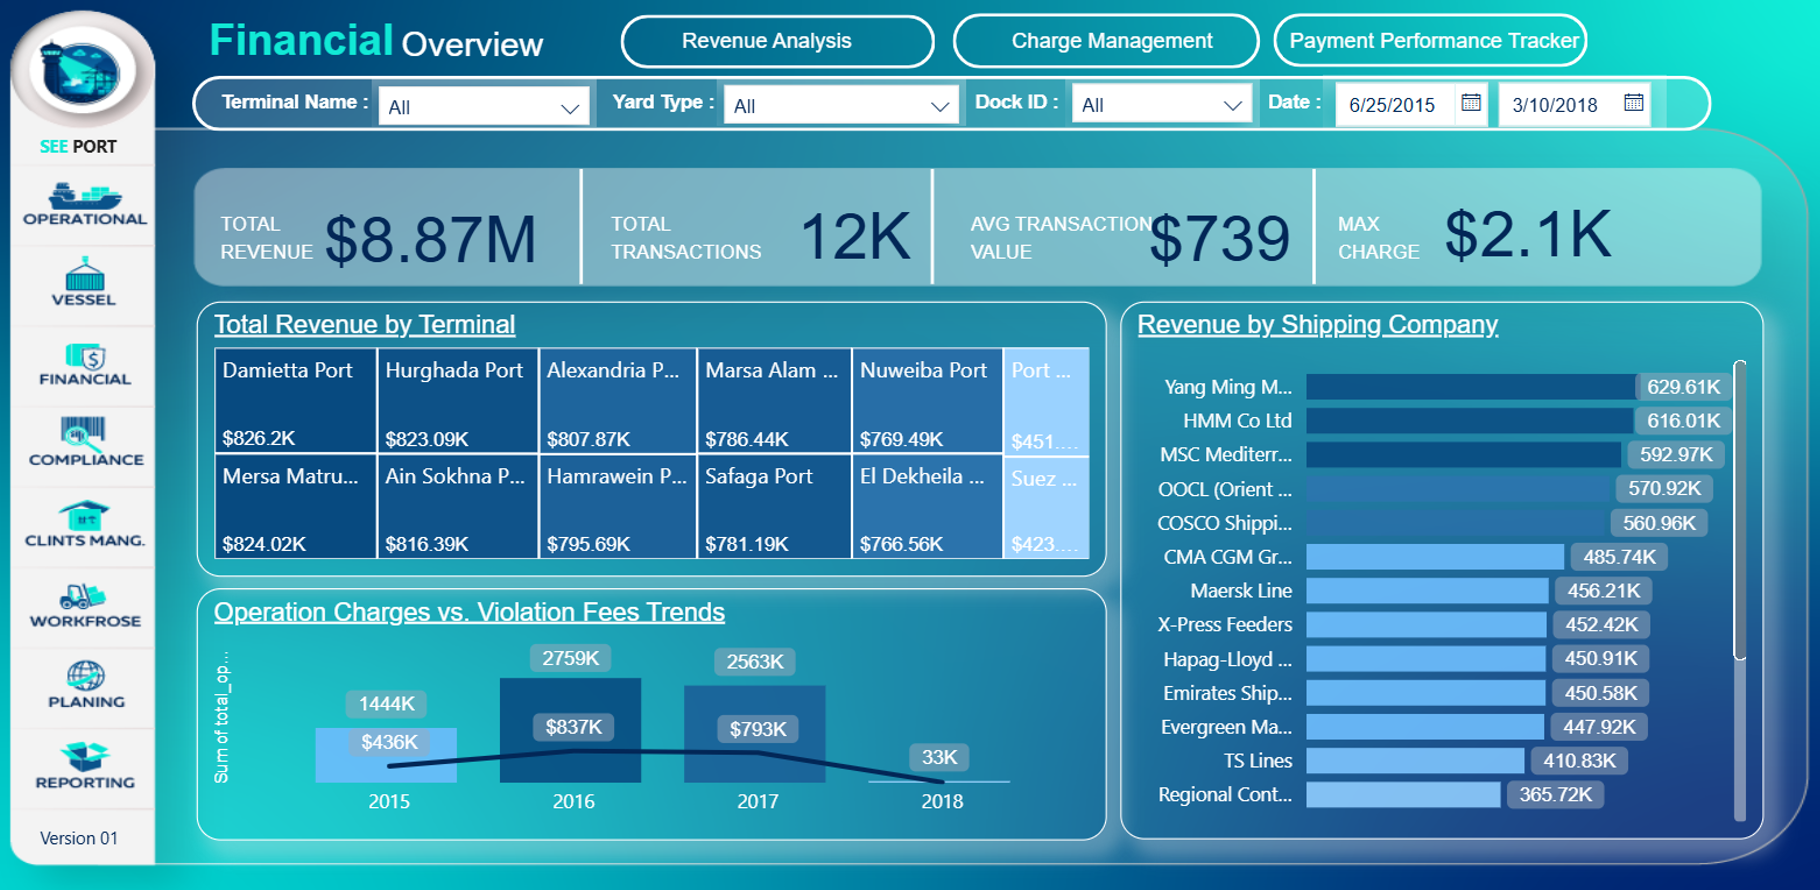 Financial Overview
Revenue Analysis
Charge Management
Payment Performance Tracker
Terminal Name :
All
Yard Type :
All
Dock ID :
All
Date :
6/25/2015
3/10/2018
SEE PORT
OPERATIONAL
VESSEL
FINANCIAL
COMPLIANCE
CLINTS MANG.
WORKFROSE
PLANING
REPORTING
Version 01
TOTAL
REVENUE
$8.87M
TOTAL
TRANSACTIONS
12K
AVG TRANSACTION
VALUE
$739
MAX
CHARGE
$2.1K
Total Revenue by Terminal
Damietta Port
$826.2K
Hurghada Port
$823.09K
Alexandria P...
$807.87K
Marsa Alam ...
$786.44K
Nuweiba Port
$769.49K
Port ...
$451....
Mersa Matru...
$824.02K
Ain Sokhna P...
$816.39K
Hamrawein P...
$795.69K
Safaga Port
$781.19K
El Dekheila ...
$766.56K
Suez ...
$423....
Operation Charges vs. Violation Fees Trends
Sum of total_op...
1444K
$436K
2015
2759K
$837K
2016
2563K
$793K
2017
33K
2018
Revenue by Shipping Company
Yang Ming M... 629.61K
HMM Co Ltd 616.01K
MSC Mediterr... 592.97K
OOCL (Orient ... 570.92K
COSCO Shippi... 560.96K
CMA CGM Gr... 485.74K
Maersk Line 456.21K
X-Press Feeders 452.42K
Hapag-Lloyd ... 450.91K
Emirates Ship... 450.58K
Evergreen Ma... 447.92K
TS Lines 410.83K
Regional Cont... 365.72K